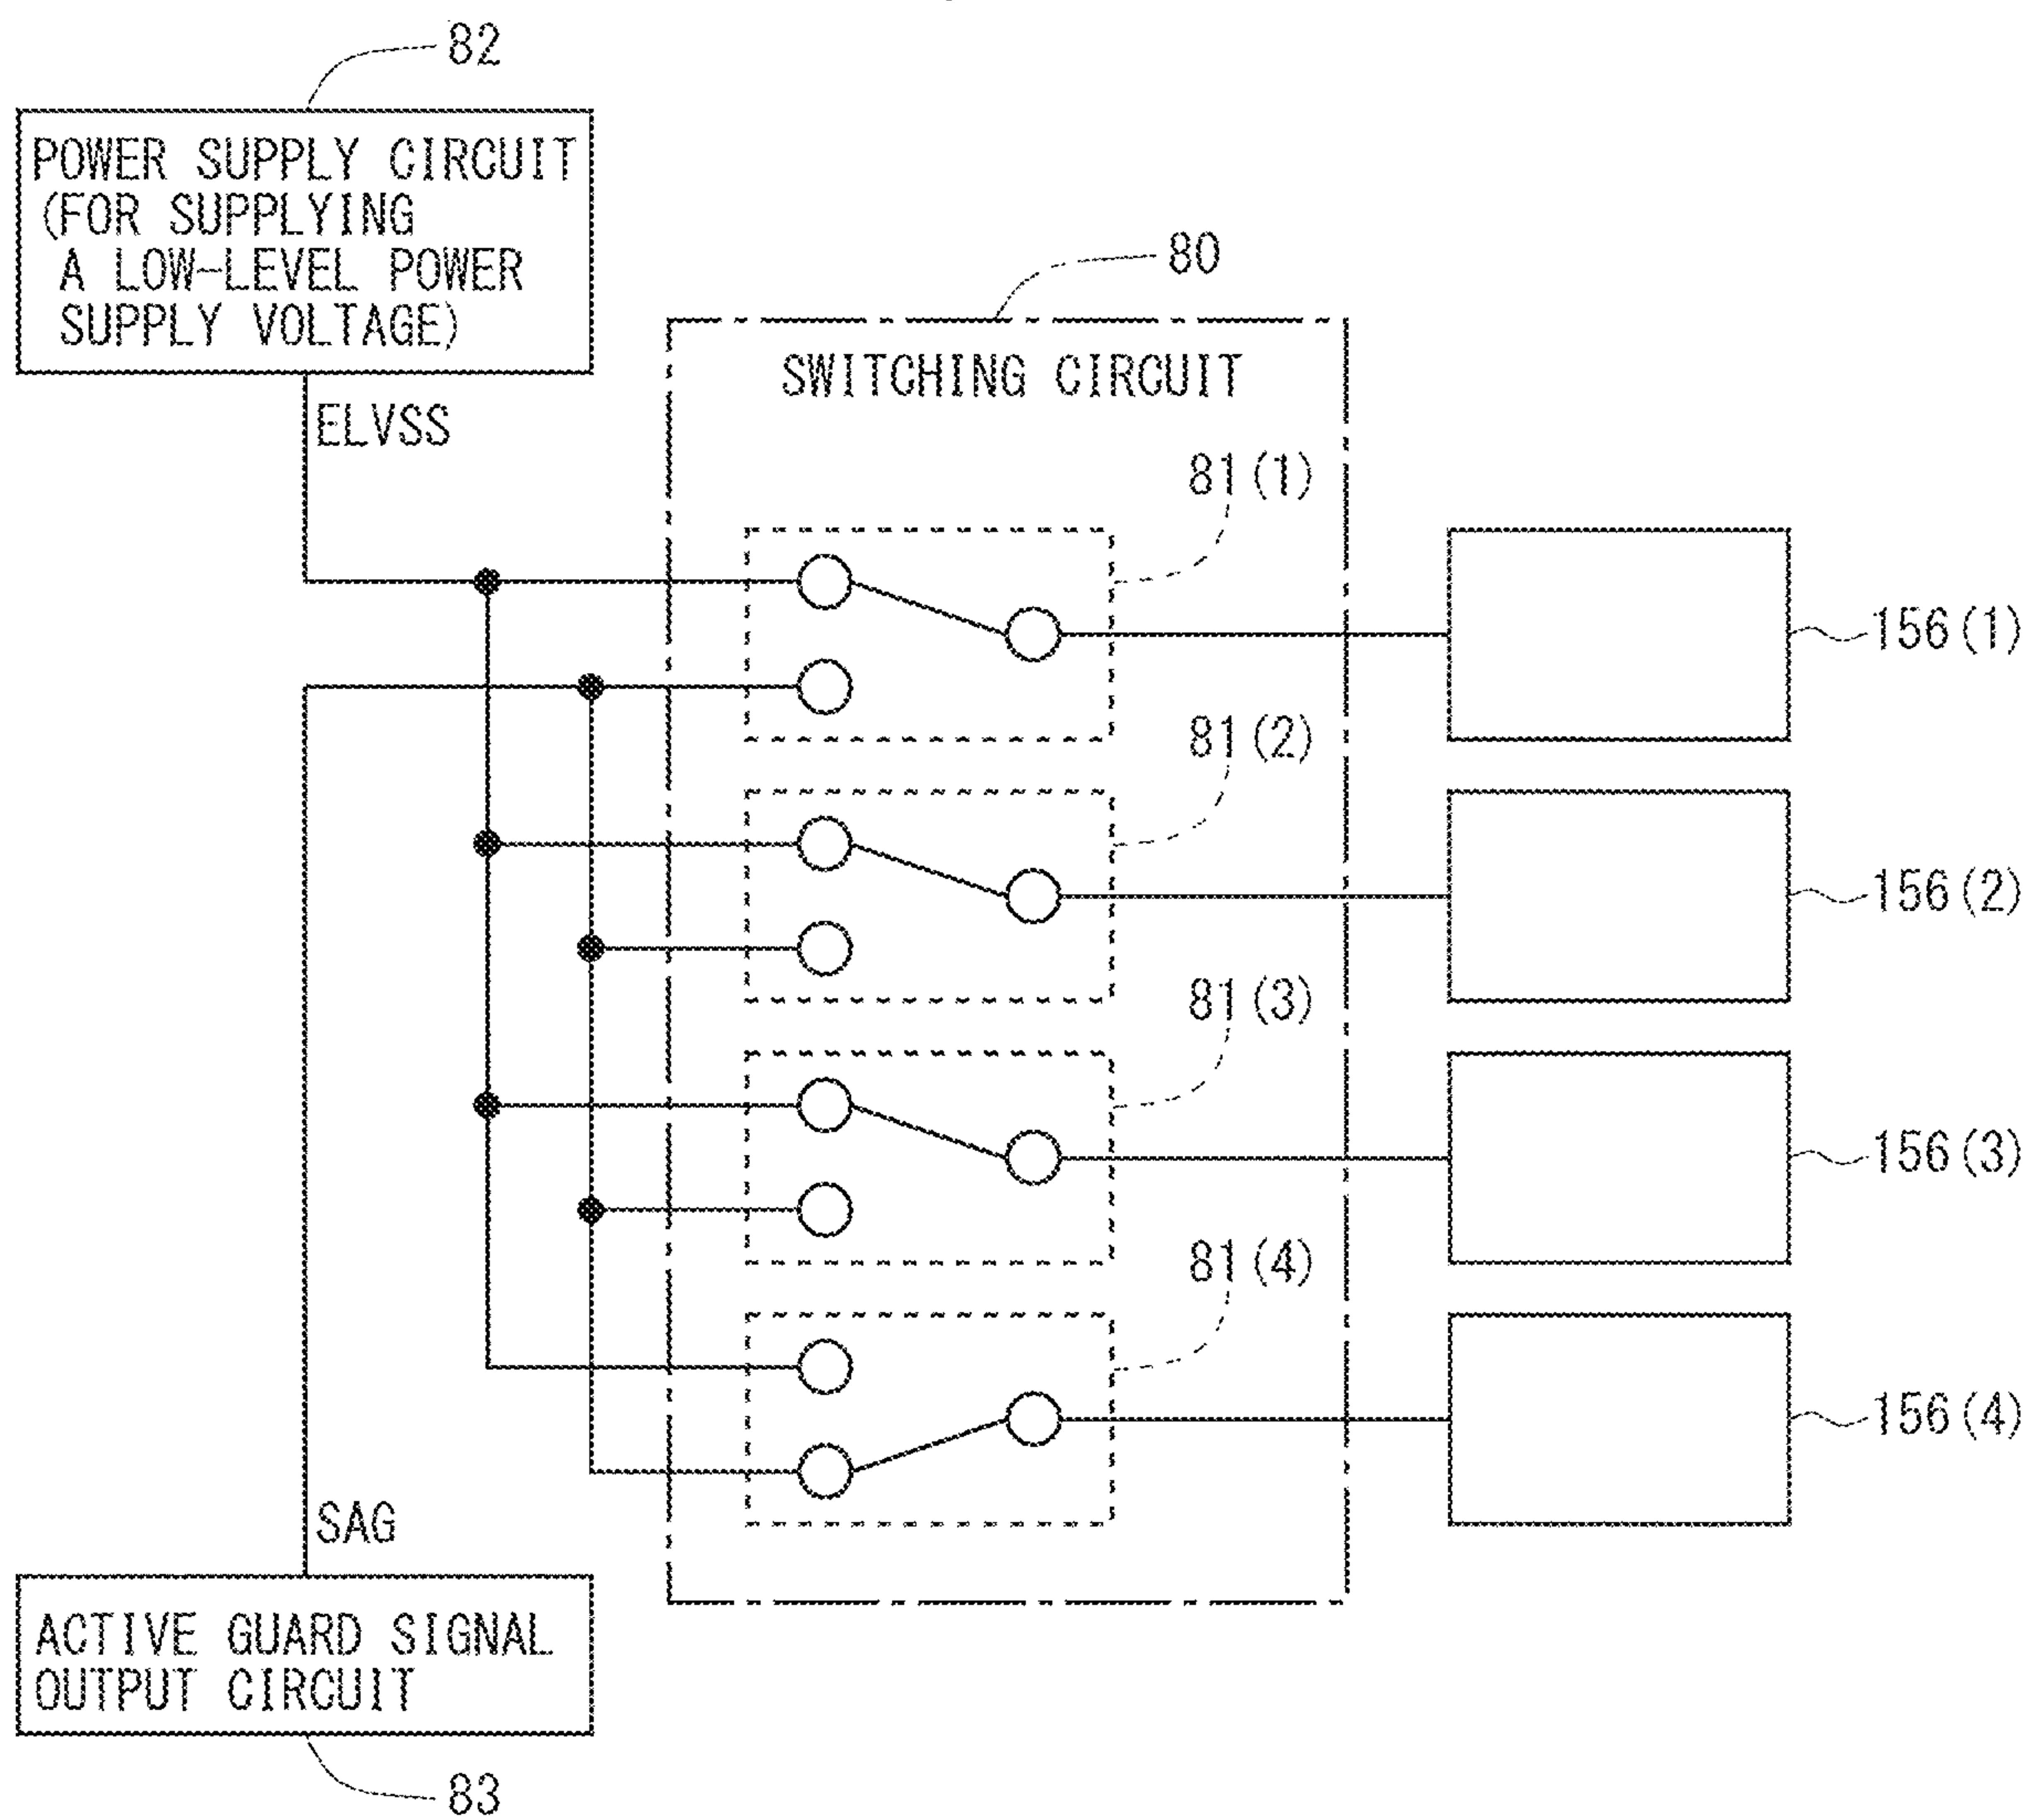 82
POWER SUPPLY CIRCUIT
(FOR SUPPLYING
A LOW-LEVEL POWER
SUPPLY VOLTAGE)
80
SWITCHING CIRCUIT
ELVSS
81(1)
156(1)
81(2)
156(2)
81(3)
156(3)
81(4)
156(4)
SAG
ACTIVE GUARD SIGNAL
OUTPUT CIRCUIT
83